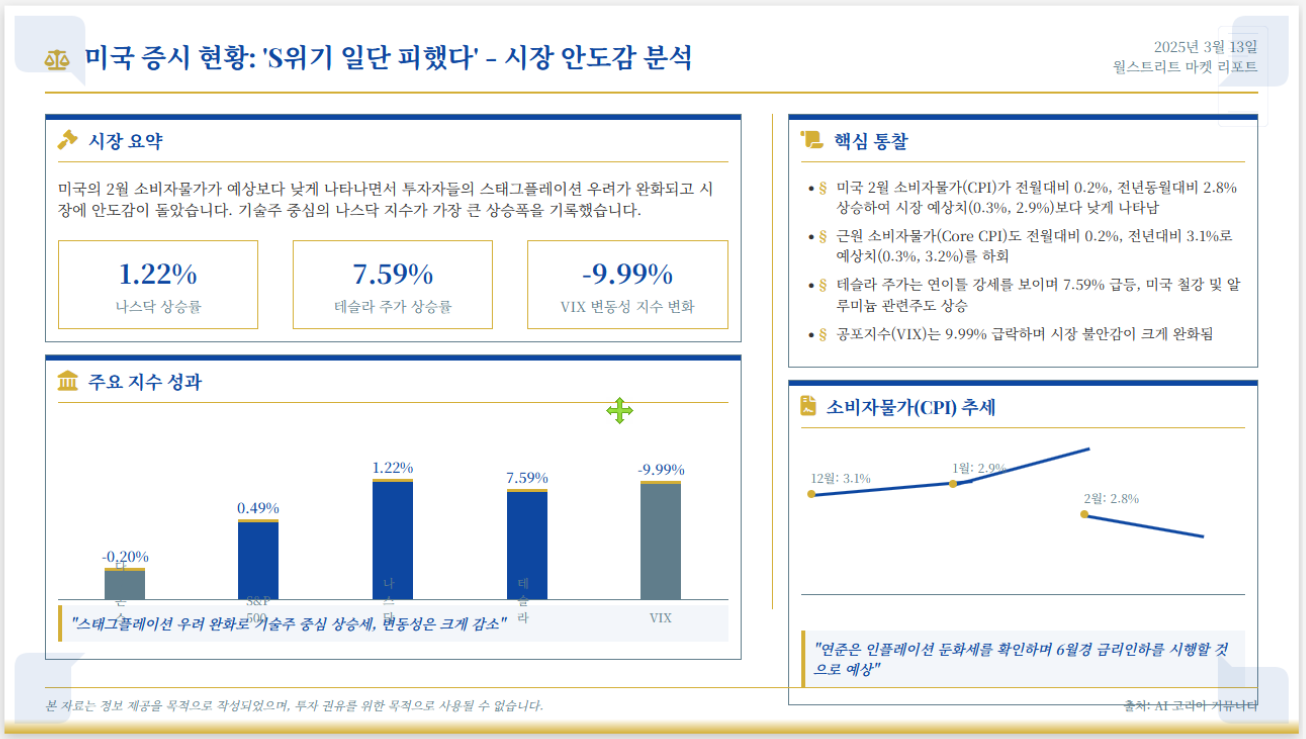 미국 증시 현황: 'S위기 일단 피했다' - 시장 안도감 분석
2025년 3월 13일
월스트리트 마켓 리포트
시장 요약
미국의 2월 소비자물가가 예상보다 낮게 나타나면서 투자자들의 스태그플레이션 우려가 완화되고 시
장에 안도감이 돌았습니다. 기술주 중심의 나스닥 지수가 가장 큰 상승폭을 기록했습니다.
1.22%
나스닥 상승률
7.59%
테슬라 주가 상승률
-9.99%
VIX 변동성 지수 변화
주요 지수 성과
-0.20%
0.49%
1.22%
7.59%
-9.99%
다
존
스
S&P
500
나
스
닥
테
슬
라
VIX
"스태그플레이션 우려 완화로 기술주 중심 상승세, 변동성은 크게 감소"
핵심 통찰
• § 미국 2월 소비자물가(CPI)가 전월대비 0.2%, 전년동월대비 2.8%
상승하여 시장 예상치(0.3%, 2.9%)보다 낮게 나타남
• § 근원 소비자물가(Core CPI)도 전월대비 0.2%, 전년대비 3.1%로
예상치(0.3%, 3.2%)를 하회
• § 테슬라 주가는 연이틀 강세를 보이며 7.59% 급등, 미국 철강 및 알
루미늄 관련주도 상승
• § 공포지수(VIX)는 9.99% 급락하며 시장 불안감이 크게 완화됨
소비자물가(CPI) 추세
12월: 3.1%
1월: 2.9%
2월: 2.8%
"연준은 인플레이션 둔화세를 확인하며 6월경 금리인하를 시행할 것
으로 예상"
본 자료는 정보 제공을 목적으로 작성되었으며, 투자 권유를 위한 목적으로 사용될 수 없습니다.
출처: AI 코리아 커뮤니티